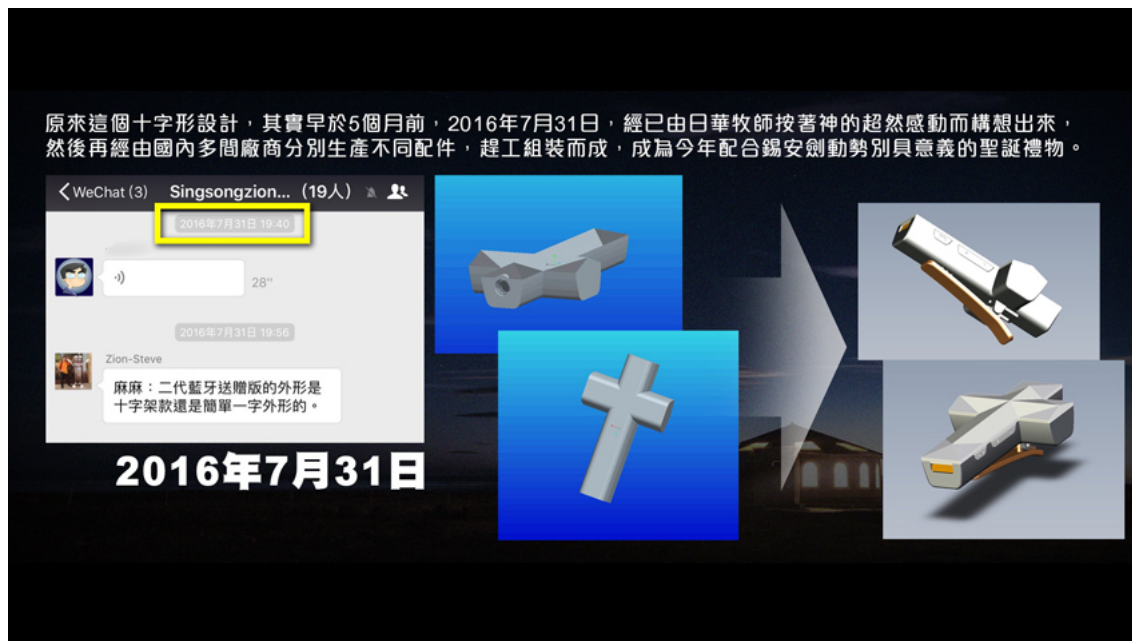 原來這個十字形設計，其實早於5個月前，2016年7月31日，經已由日華牧師按著神的超然感動而構想出來，
然後再經由國內多間廠商分別生產不同配件，趕工組裝而成，成為今年配合錫安劍動勢別具意義的聖誕禮物。
WeChat (3) Singsongzion... (19人)
2016年7月31日 19:40
28"
2016年7月31日 19:56
Zion-Steve
麻麻：二代藍牙送贈版的外形是
十字架款還是簡單一字外形的。
2016年7月31日